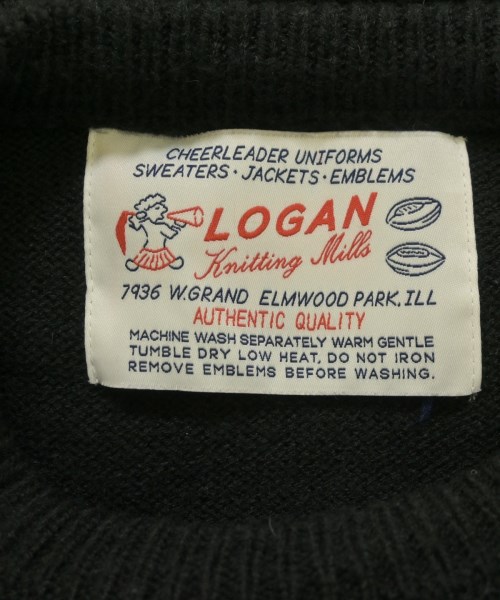 CHEERLEADER UNIFORMS
SWEATERS · JACKETS · EMBLEMS
LOGAN
Knitting Mills
7936 W. GRAND ELMWOOD PARK, ILL
AUTHENTIC QUALITY
MACHINE WASH SEPARATELY WARM GENTLE
TUMBLE DRY LOW HEAT, DO NOT IRON
REMOVE EMBLEMS BEFORE WASHING.